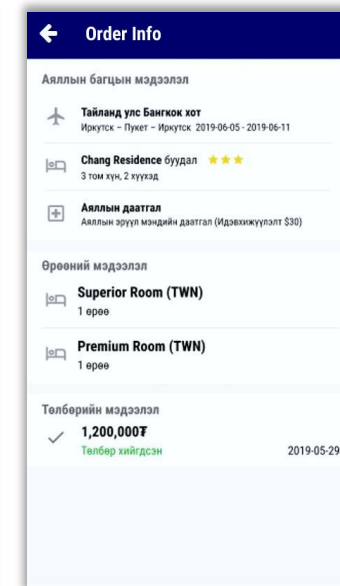 Order Info
Аяллын багцын мэдээлэл
Тайланд улс Бангкок хот
Иркутск – Пукет – Иркутск 2019-06-05 - 2019-06-11
Chang Residence буудал
3 том хүн, 2 хүүхэд
Аяллын даатгал
Аяллын эрүүл мэндийн даатгал (Идэвхижүүлэлт $30)
Өрөөний мэдээлэл
Superior Room (TWN)
1 өрөө
Premium Room (TWN)
1 өрөө
Төлбөрийн мэдээлэл
1,200,000₮
Төлбөр хийгдсэн 2019-05-29